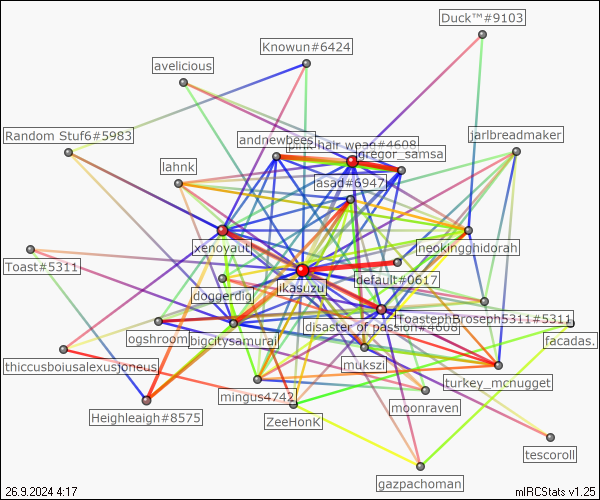 Duck™#9103
Knowun#6424
avelicious
Random Stuf6#5983
andnewbees
hair weag#4608
gregor_samsa
jarlbreadmaker
lahnk
asad#6947
xenoyaut
neokingghidorah
Toast#5311
default#0617
ikasuzu
doggerdig
ToastephBroseph5311#5311
disaster of passion#4608
ogshroom
bigcitysamurai
facadas.
thiccusboiusalexusjoneus
mukszi
turkey_mcnugget
mingus4742
moonraven
Heighleaigh#8575
ZeeHonK
tescoroll
gazpachoman
26.9.2024 4:17
mIRCStats v1.25